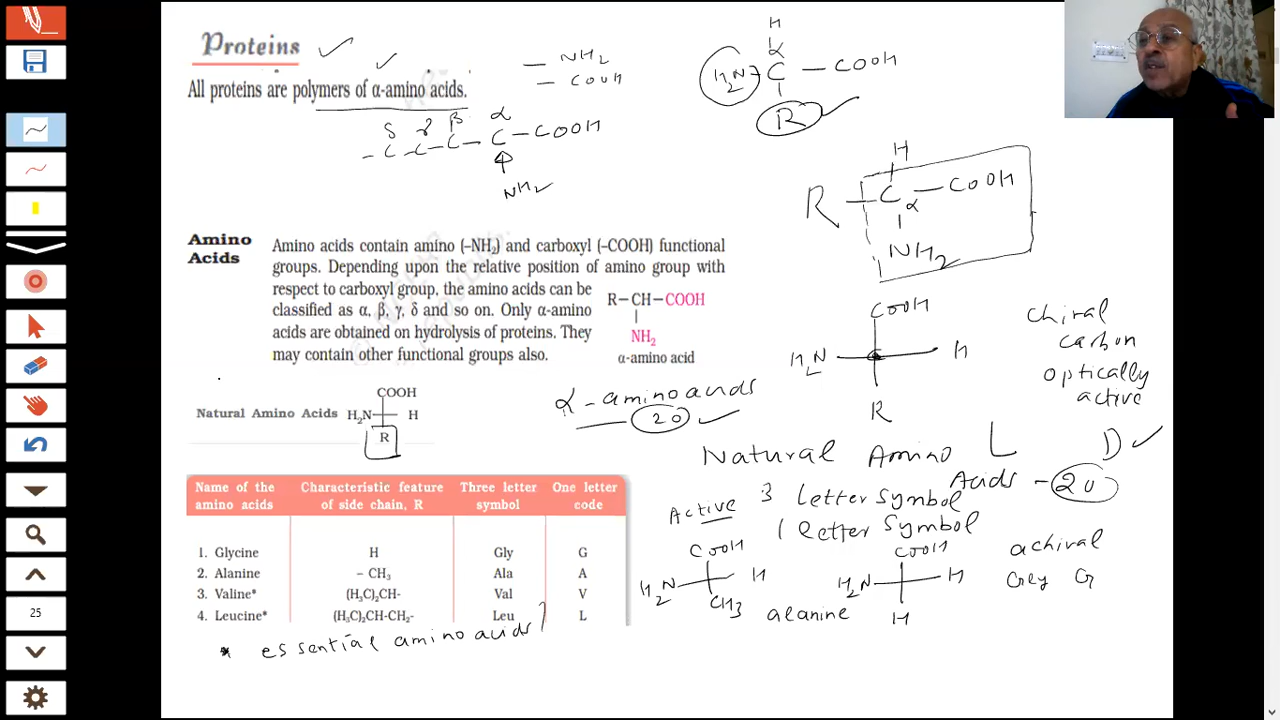 Proteins
All proteins are polymers of α-amino acids.
δ γ β α
- C - C - C - C - COOH
NH2
- NH2
- COOH
H
α
H2N - C - COOH
R
H
R - C - COOH
α
NH2
Amino Acids
Amino acids contain amino (–NH2) and carboxyl (–COOH) functional
groups. Depending upon the relative position of amino group with
respect to carboxyl group, the amino acids can be
classified as α, β, γ, δ and so on. Only α-amino
acids are obtained on hydrolysis of proteins. They
may contain other functional groups also.
R–CH–COOH
NH2
α-amino acid
COOH
H2N H
R
chiral
carbon
optically
active
Natural Amino Acids
COOH
H2N H
R
α-amino acids
20
L D
Natural Amino Acids - 20
Active 3 letter symbol
1 letter symbol
COOH
H2N H
CH3 alanine
COOH
H2N H
H
achiral
Gly G
Name of the amino acids
Characteristic feature of side chain, R
Three letter symbol
One letter code
1. Glycine H Gly G
2. Alanine – CH3 Ala A
3. Valine* (H3C)2CH- Val V
4. Leucine* (H3C)2CH-CH2- Leu L
* essential amino acids
25